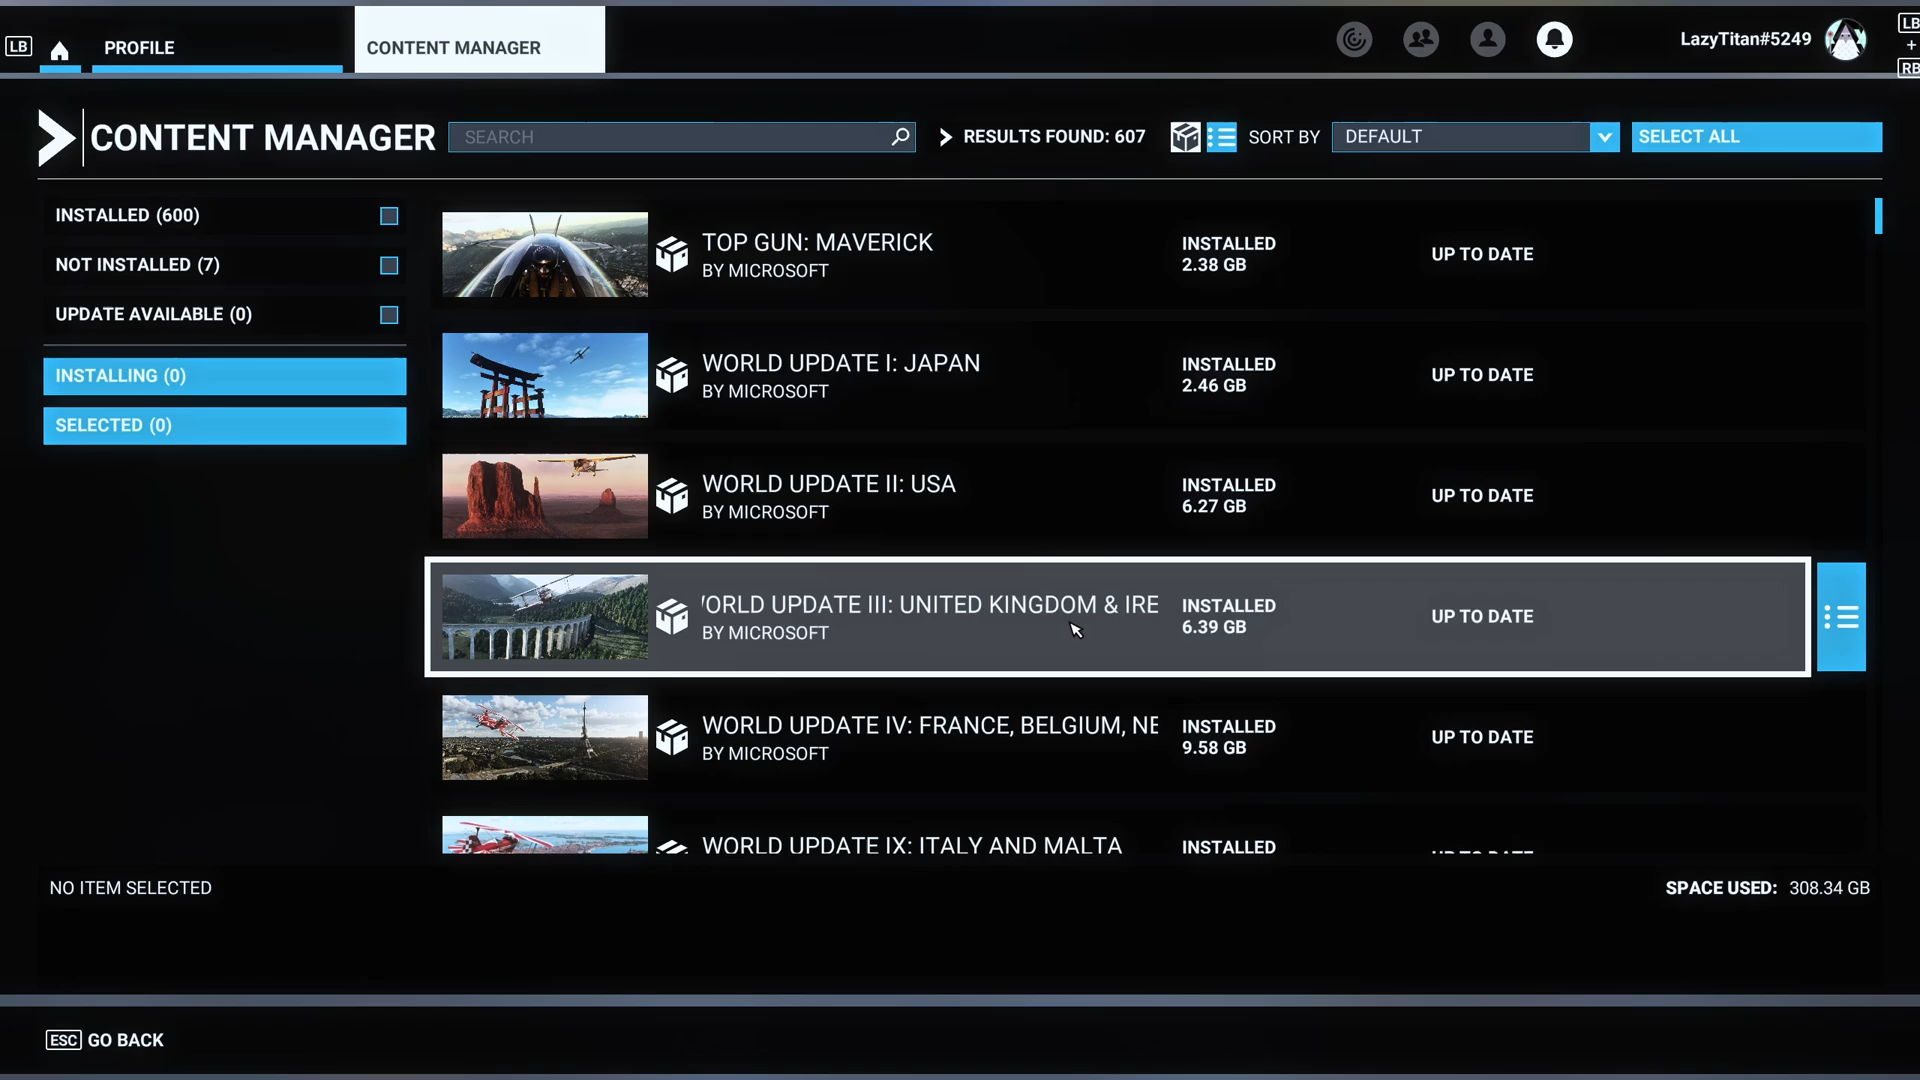 LB
PROFILE
CONTENT MANAGER
LazyTitan#5249
LB
+
RB
CONTENT MANAGER
SEARCH
RESULTS FOUND: 607
SORT BY
DEFAULT
SELECT ALL
INSTALLED (600)
NOT INSTALLED (7)
UPDATE AVAILABLE (0)
INSTALLING (0)
SELECTED (0)
TOP GUN: MAVERICK
BY MICROSOFT
INSTALLED
2.38 GB
UP TO DATE
WORLD UPDATE I: JAPAN
BY MICROSOFT
INSTALLED
2.46 GB
UP TO DATE
WORLD UPDATE II: USA
BY MICROSOFT
INSTALLED
6.27 GB
UP TO DATE
ORLD UPDATE III: UNITED KINGDOM & IRE
BY MICROSOFT
INSTALLED
6.39 GB
UP TO DATE
WORLD UPDATE IV: FRANCE, BELGIUM, NE
BY MICROSOFT
INSTALLED
9.58 GB
UP TO DATE
WORLD UPDATE IX: ITALY AND MALTA
INSTALLED
UP TO DATE
NO ITEM SELECTED
SPACE USED: 308.34 GB
ESC GO BACK